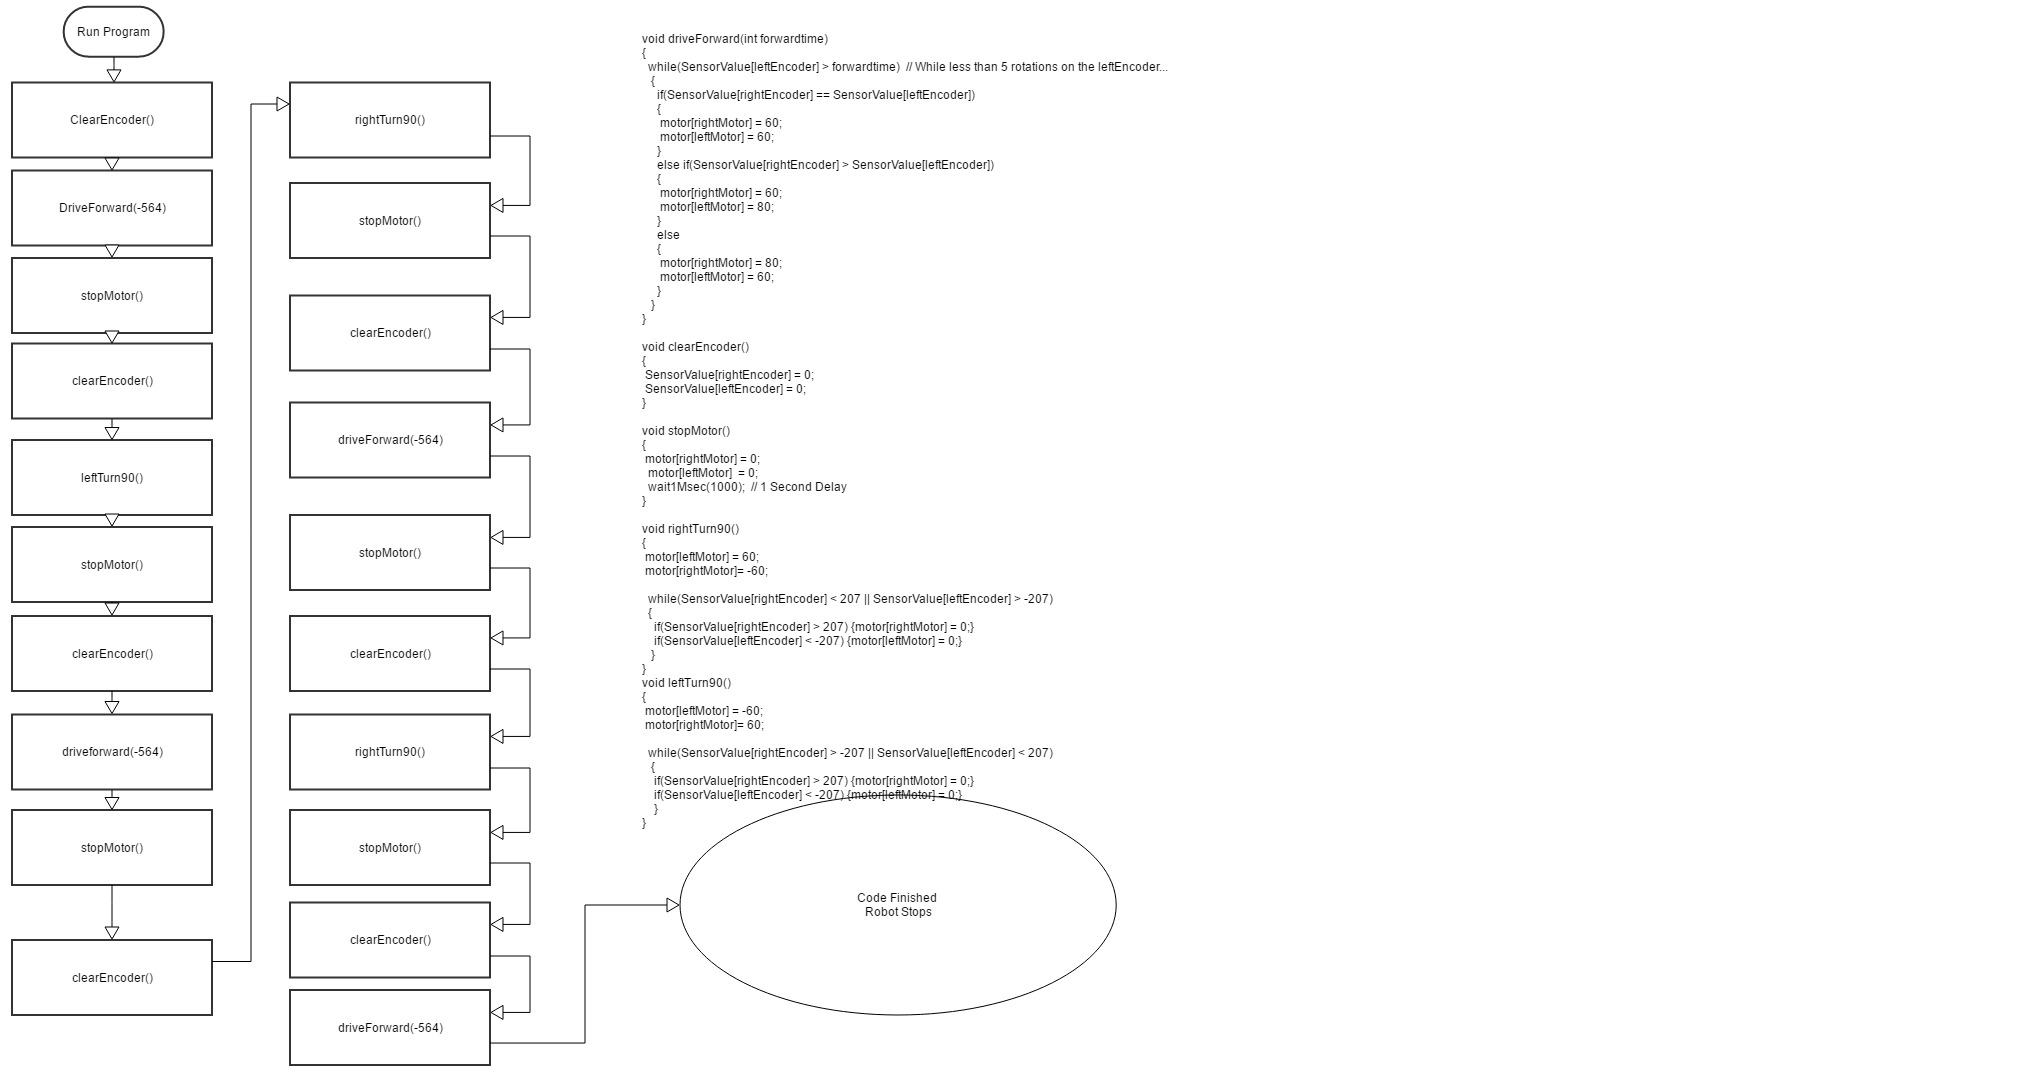 Run Program
ClearEncoder()
DriveForward(-564)
stopMotor()
clearEncoder()
leftTurn90()
stopMotor()
clearEncoder()
driveforward(-564)
stopMotor()
clearEncoder()
rightTurn90()
stopMotor()
clearEncoder()
driveForward(-564)
stopMotor()
clearEncoder()
rightTurn90()
stopMotor()
clearEncoder()
driveForward(-564)
void driveForward(int forwardtime)
{
while(SensorValue[leftEncoder] > forwardtime)  // While less than 5 rotations on the leftEncoder...
{
if(SensorValue[rightEncoder] == SensorValue[leftEncoder])
{
motor[rightMotor] = 60;
motor[leftMotor] = 60;
}
else if(SensorValue[rightEncoder] > SensorValue[leftEncoder])
{
motor[rightMotor] = 60;
motor[leftMotor] = 80;
}
else
{
motor[rightMotor] = 80;
motor[leftMotor] = 60;
}
}
}
void clearEncoder()
{
SensorValue[rightEncoder] = 0;
SensorValue[leftEncoder] = 0;
}
void stopMotor()
{
motor[rightMotor] = 0;
motor[leftMotor]  = 0;
wait1Msec(1000);  // 1 Second Delay
}
void rightTurn90()
{
motor[leftMotor] = 60;
motor[rightMotor]= -60;
while(SensorValue[rightEncoder] < 207 || SensorValue[leftEncoder] > -207)
{
if(SensorValue[rightEncoder] > 207) {motor[rightMotor] = 0;}
if(SensorValue[leftEncoder] < -207) {motor[leftMotor] = 0;}
}
}
void leftTurn90()
{
motor[leftMotor] = -60;
motor[rightMotor]= 60;
while(SensorValue[rightEncoder] > -207 || SensorValue[leftEncoder] < 207)
{
if(SensorValue[rightEncoder] > 207) {motor[rightMotor] = 0;}
if(SensorValue[leftEncoder] < -207) {motor[leftMotor] = 0;}
}
}
Code Finished
Robot Stops